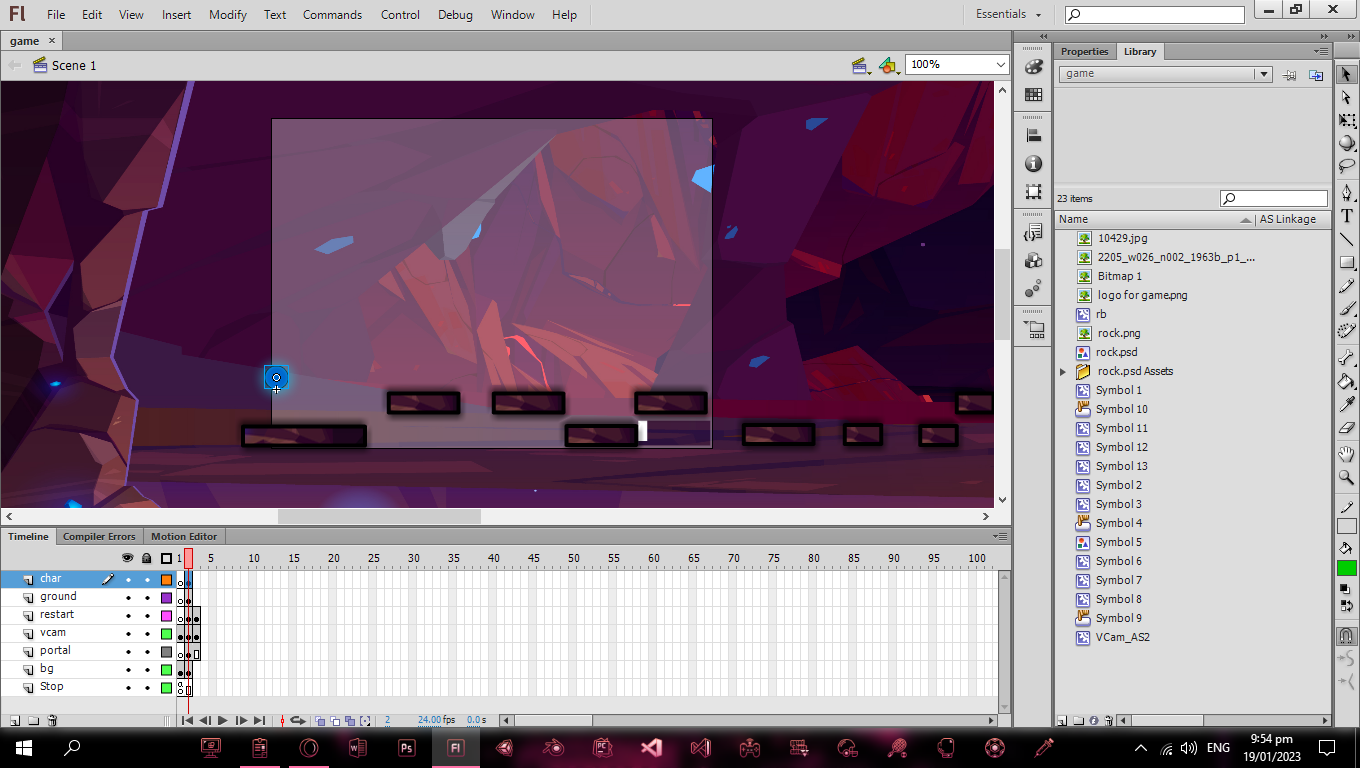 Fl File Edit View Insert Modify Text Commands Control Debug Window Help Essentials
game ×
Scene 1 100%
Properties Library
game
23 items
Name AS Linkage
10429.jpg
2205_w026_n002_1963b_p1_...
Bitmap 1
logo for game.png
rb
rock.png
rock.psd
rock.psd Assets
Symbol 1
Symbol 10
Symbol 11
Symbol 12
Symbol 13
Symbol 2
Symbol 3
Symbol 4
Symbol 5
Symbol 6
Symbol 7
Symbol 8
Symbol 9
VCam_AS2
Timeline Compiler Errors Motion Editor
1 5 10 15 20 25 30 35 40 45 50 55 60 65 70 75 80 85 90 95 100
char
ground
restart
vcam
portal
bg
Stop
2 24.00 fps 0.0 s
W Ps Fl PC ENG 9:54 pm
19/01/2023